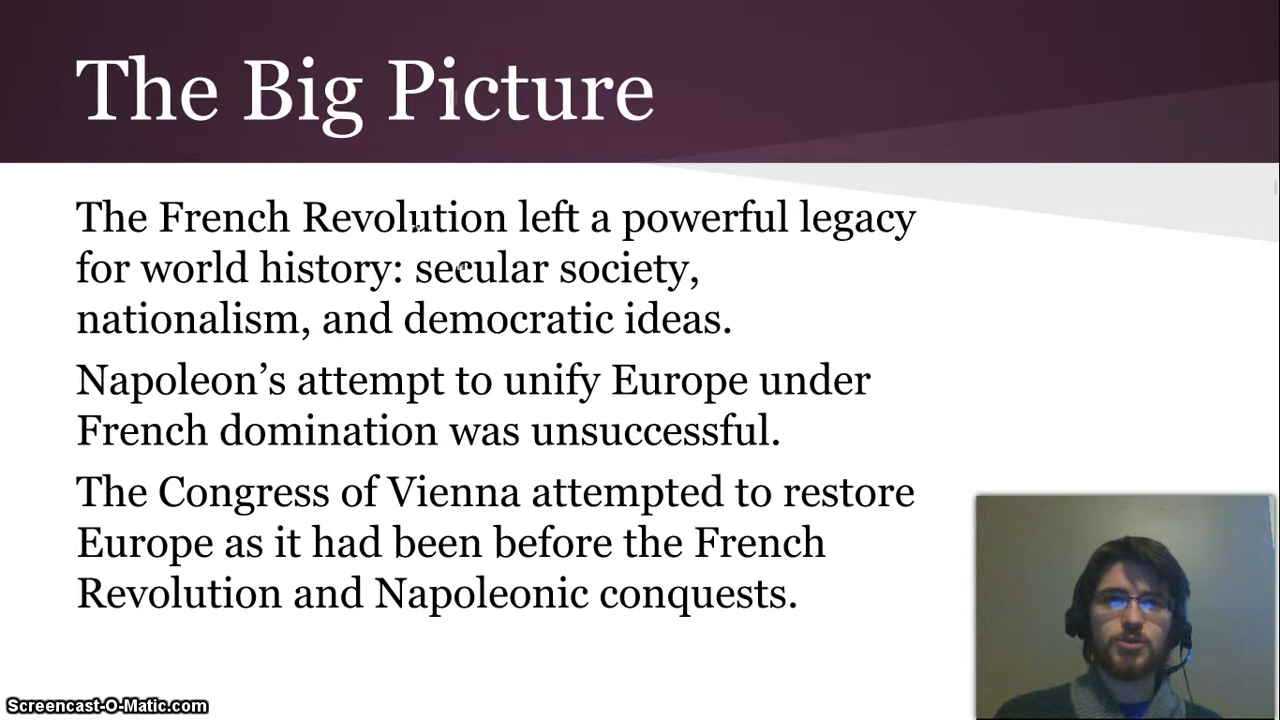 The Big Picture
The French Revolution left a powerful legacy
for world history: secular society,
nationalism, and democratic ideas.
Napoleon’s attempt to unify Europe under
French domination was unsuccessful.
The Congress of Vienna attempted to restore
Europe as it had been before the French
Revolution and Napoleonic conquests.
Screencast-O-Matic.com